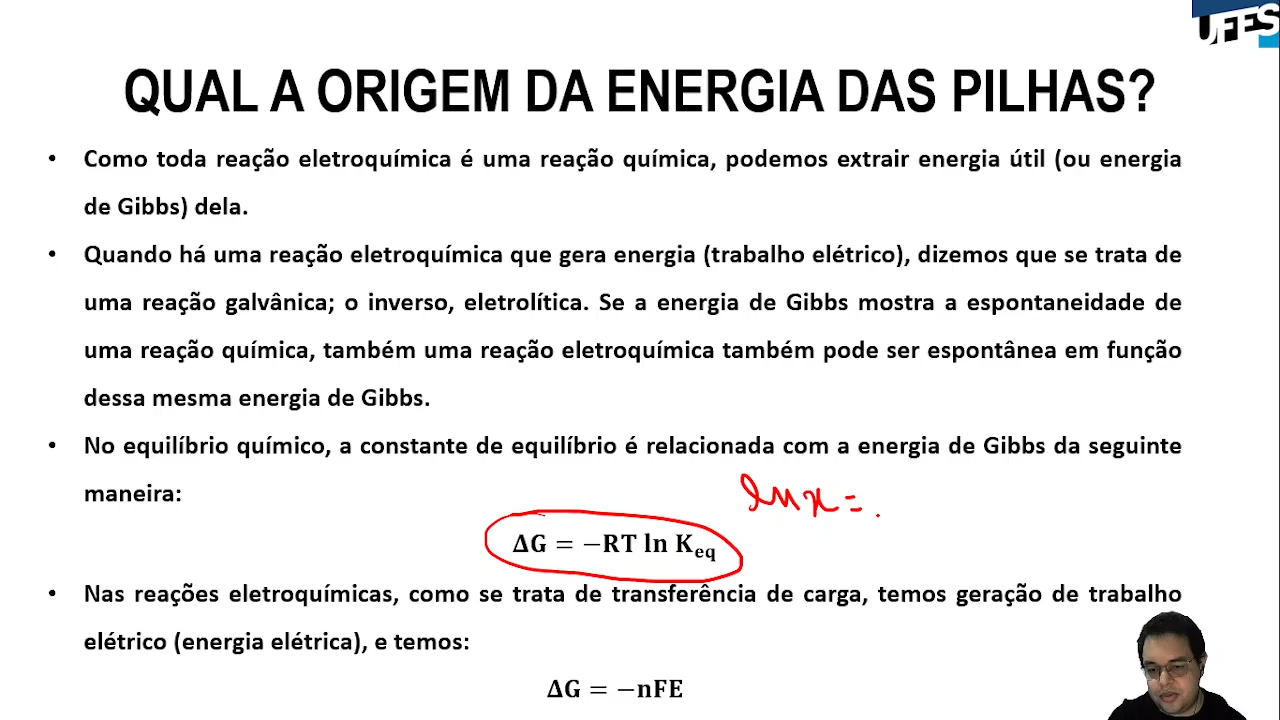 UFES
QUAL A ORIGEM DA ENERGIA DAS PILHAS?
• Como toda reação eletroquímica é uma reação química, podemos extrair energia útil (ou energia
de Gibbs) dela.
• Quando há uma reação eletroquímica que gera energia (trabalho elétrico), dizemos que se trata de
uma reação galvânica; o inverso, eletrolítica. Se a energia de Gibbs mostra a espontaneidade de
uma reação química, também uma reação eletroquímica também pode ser espontânea em função
dessa mesma energia de Gibbs.
• No equilíbrio químico, a constante de equilíbrio é relacionada com a energia de Gibbs da seguinte
maneira:
ln x =
ΔG = −RT ln Keq
• Nas reações eletroquímicas, como se trata de transferência de carga, temos geração de trabalho
elétrico (energia elétrica), e temos:
ΔG = −nFE